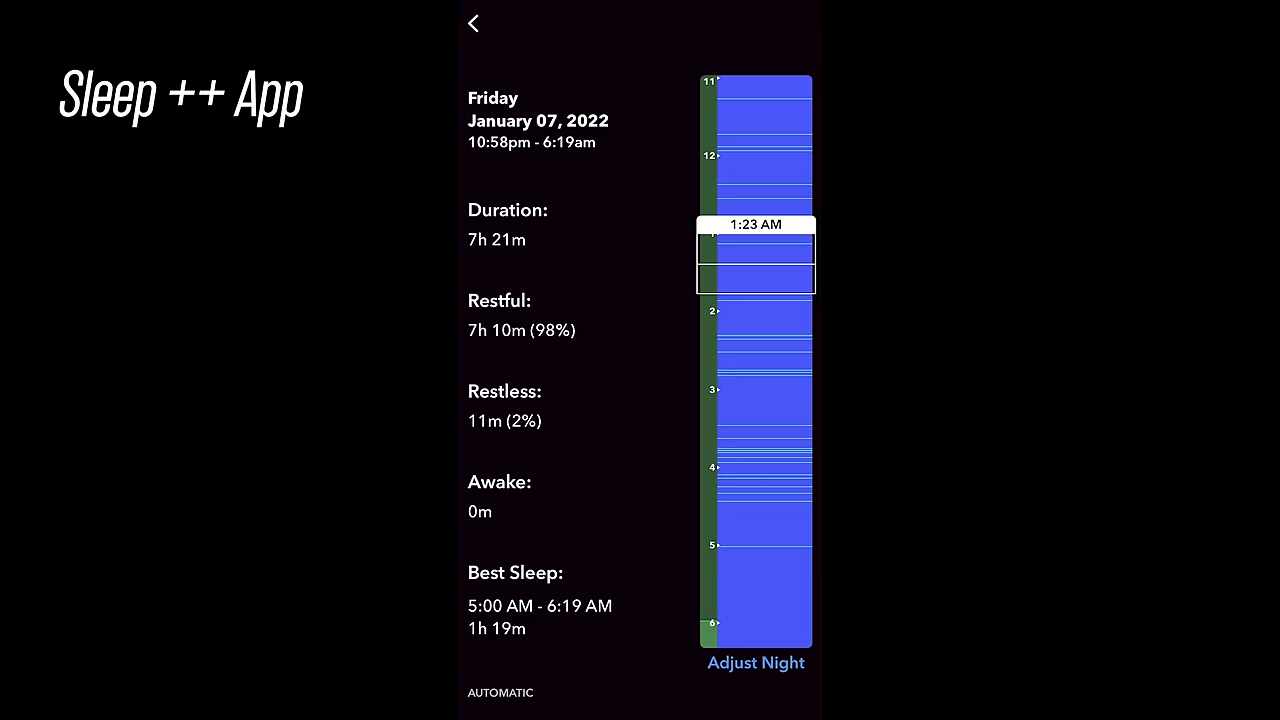 Sleep ++ App
Friday
January 07, 2022
10:58pm - 6:19am
Duration:
7h 21m
Restful:
7h 10m (98%)
Restless:
11m (2%)
Awake:
0m
Best Sleep:
5:00 AM - 6:19 AM
1h 19m
AUTOMATIC
11
12
1:23 AM
2
3
4
5
6
Adjust Night